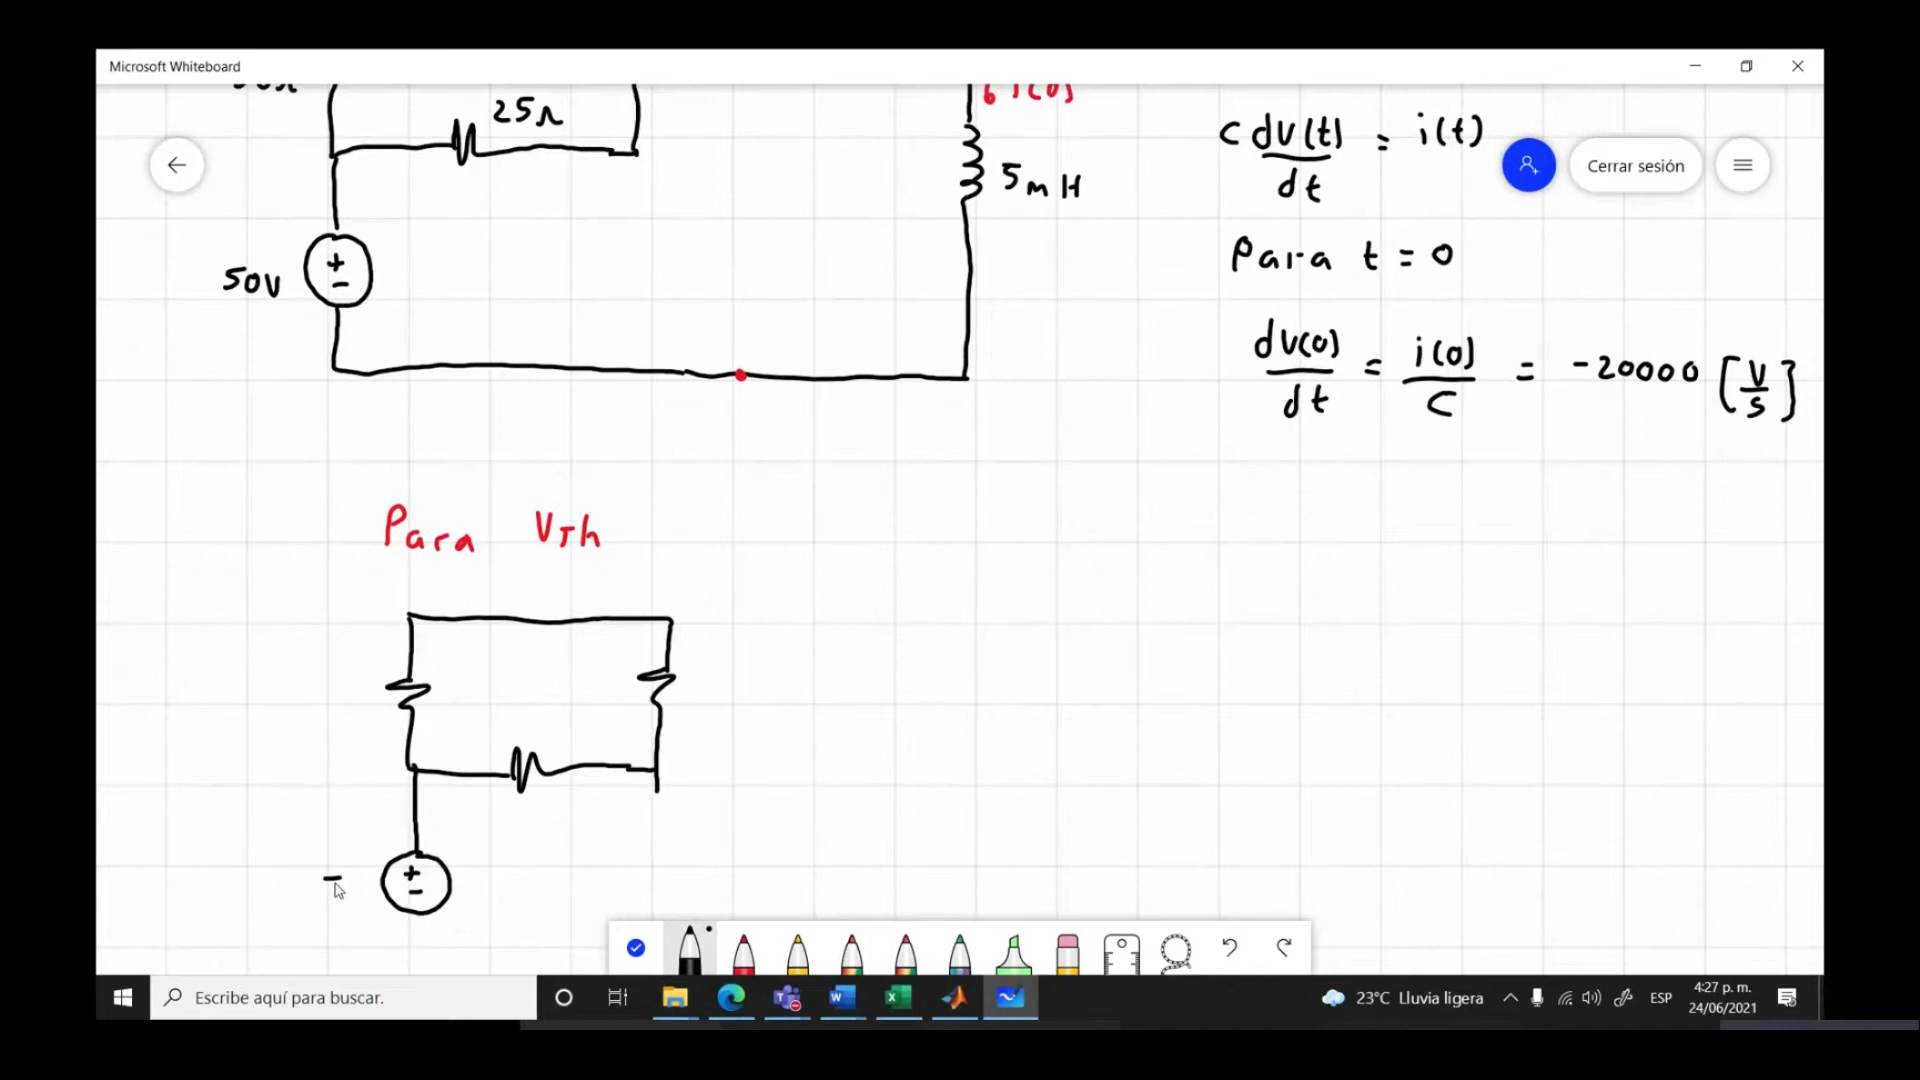 Microsoft Whiteboard
i(0)
25Ω
C dv(t)/dt = i(t)
Cerrar sesión
5mH
Para t = 0
50V
+
-
dv(0)/dt = i(0)/C = -20000 [V/s]
Para VTh
+
-
Escribe aquí para buscar.
23°C Lluvia ligera
ESP
4:27 p. m.
24/06/2021